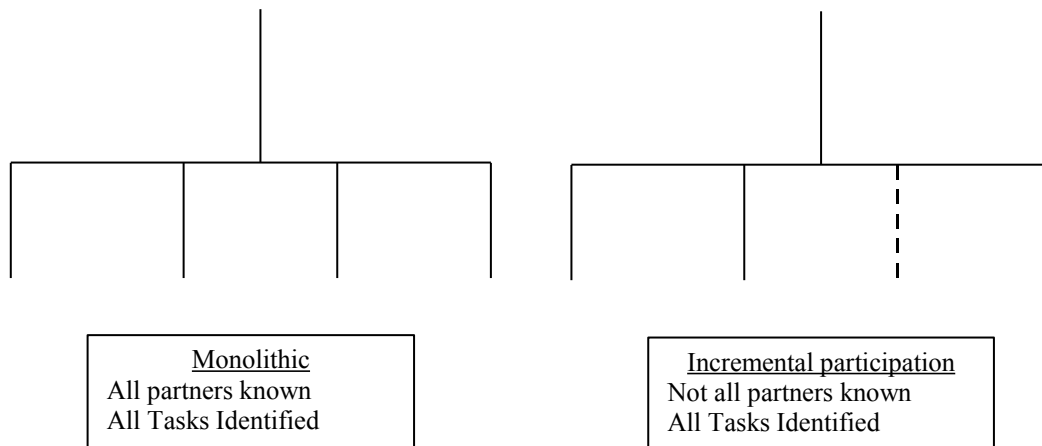 Monolithic
All partners known
All Tasks Identified
Incremental participation
Not all partners known
All Tasks Identified